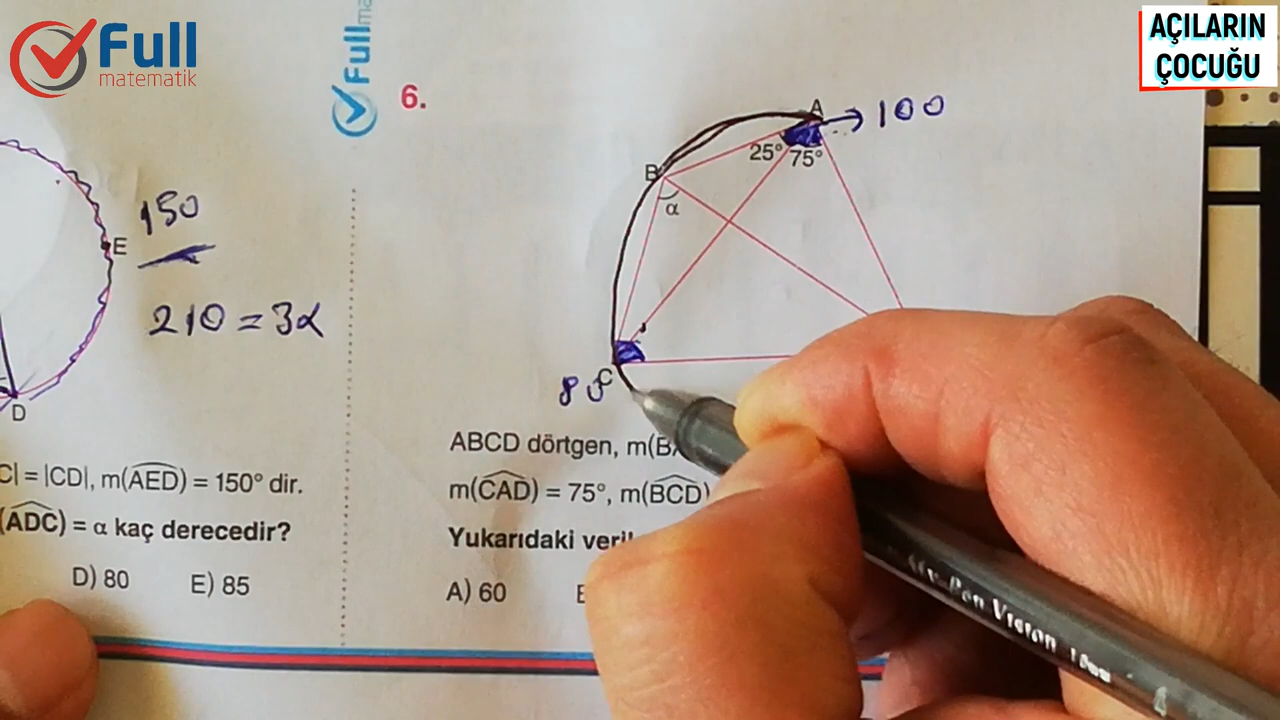 Full
matematik
AÇILARIN
ÇOCUĞU
Full
6.
A
100
25° 75°
B
α
150
E
210 = 3α
C
80
D
ABCD dörtgen,
C| = |CD|, m(AED) = 150° dir.
m(CAD) = 75°, m(BCD)
(ADC) = α kaç derecedir?
Yukarıdaki
D) 80 E) 85
A) 60